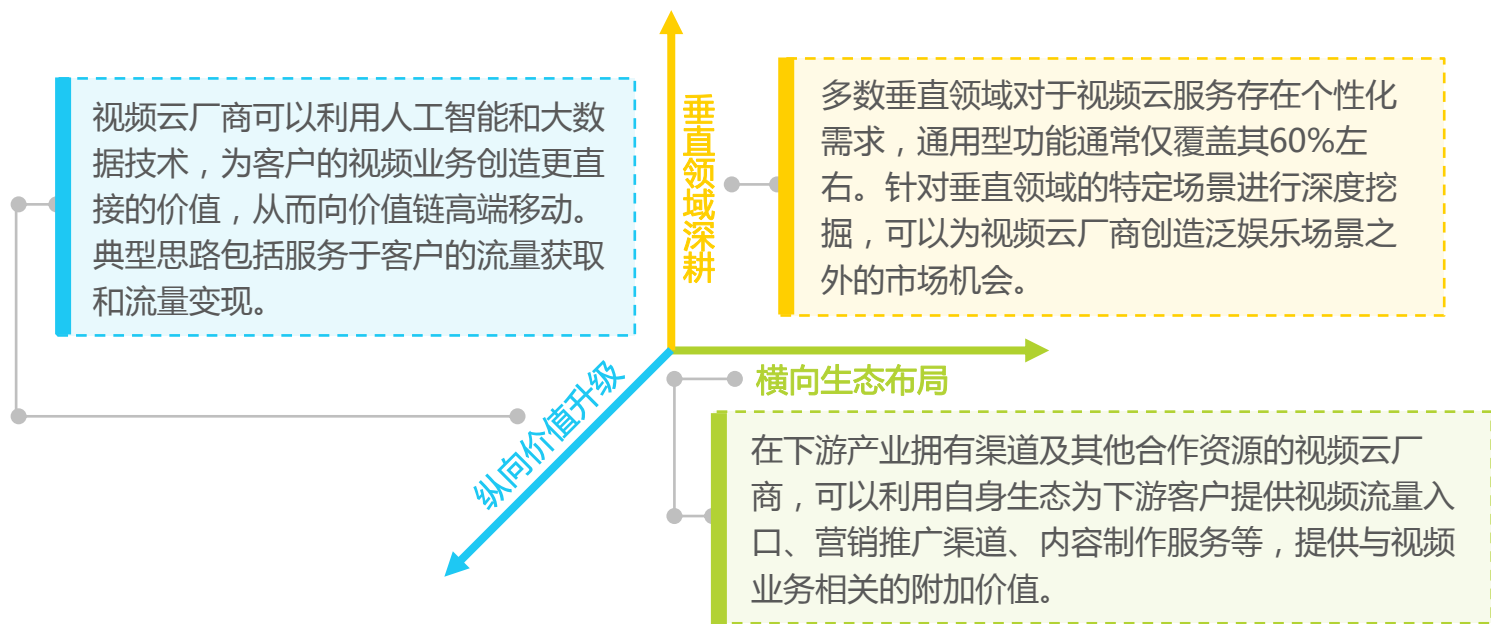 视频云厂商可以利用人工智能和大数
据技术，为客户的视频业务创造更直
接的价值，从而向价值链高端移动。
典型思路包括服务于客户的流量获取
和流量变现。
垂直领域深耕
多数垂直领域对于视频云服务存在个性化
需求，通用型功能通常仅覆盖其60%左
右。针对垂直领域的特定场景进行深度挖
掘，可以为视频云厂商创造泛娱乐场景之
外的市场机会。
纵向价值升级
横向生态布局
在下游产业拥有渠道及其他合作资源的视频云厂
商，可以利用自身生态为下游客户提供视频流量入
口、营销推广渠道、内容制作服务等，提供与视频
业务相关的附加价值。